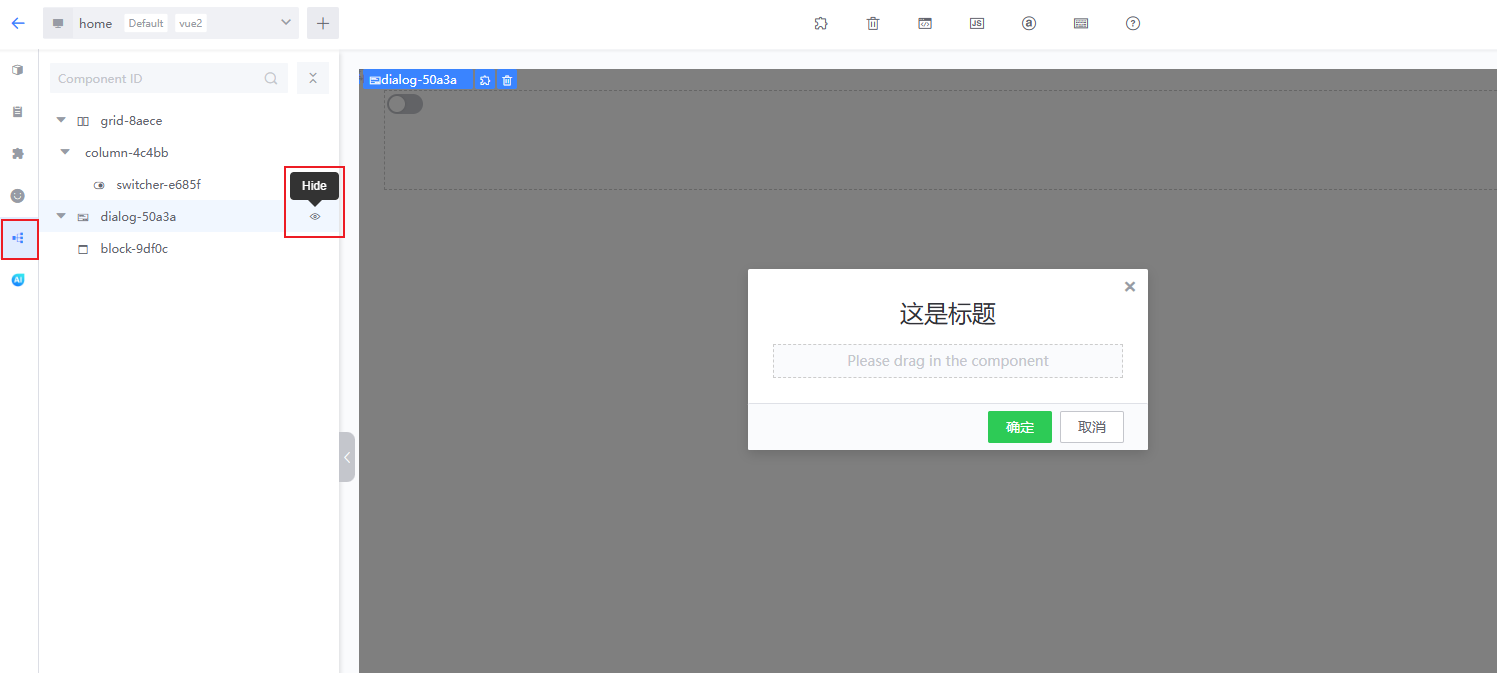 home Default vue2
JS a ?
Component ID
grid-8aece
column-4c4bb
switcher-e685f
Hide
dialog-50a3a
block-9df0c
AI
dialog-50a3a
这是标题
Please drag in the component
确定 取消